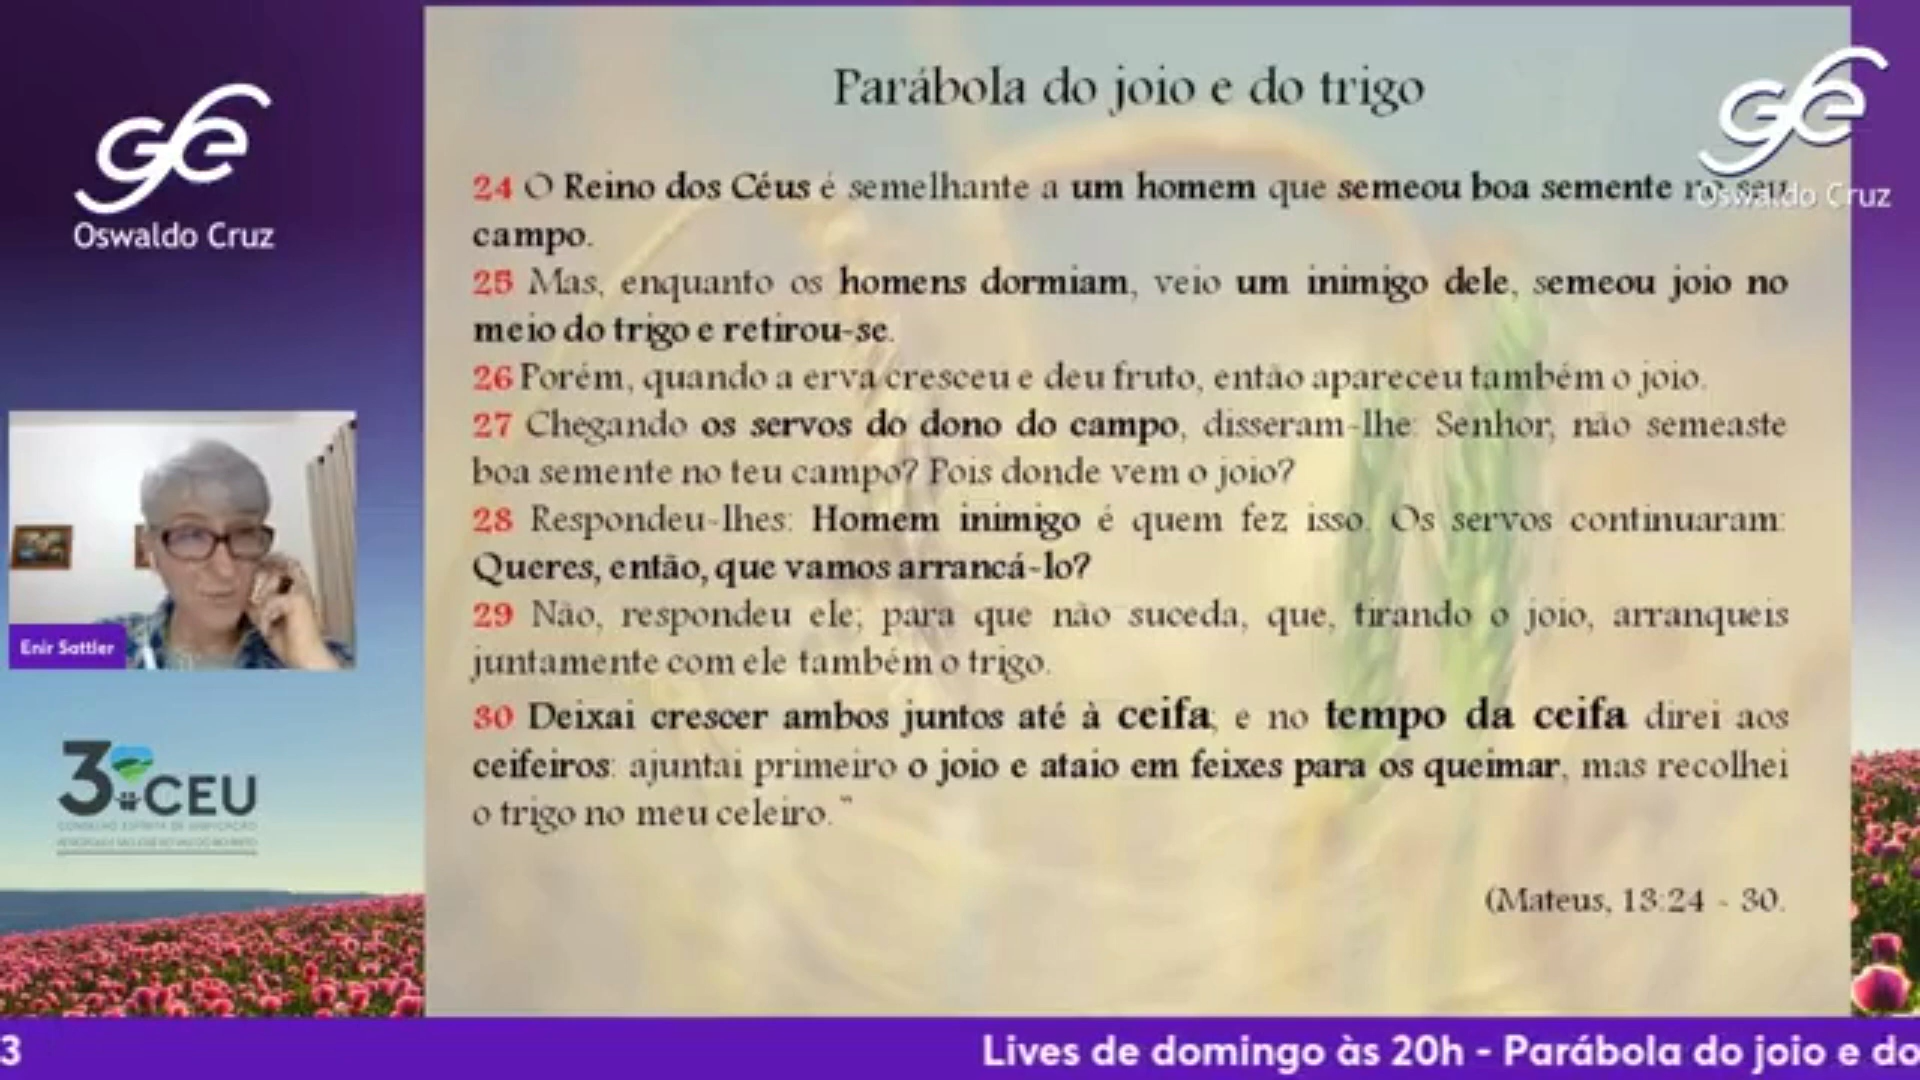 ge
Oswaldo Cruz
Parábola do joio e do trigo
ge
Oswaldo Cruz
24 O Reino dos Céus é semelhante a um homem que semeou boa semente no seu
campo.
25 Mas, enquanto os homens dormiam, veio um inimigo dele, semeou joio no
meio do trigo e retirou-se.
26 Porém, quando a erva cresceu e deu fruto, então apareceu também o joio.
27 Chegando os servos do dono do campo, disseram-lhe: Senhor, não semeaste
boa semente no teu campo? Pois donde vem o joio?
28 Respondeu-lhes: Homem inimigo é quem fez isso. Os servos continuaram:
Queres, então, que vamos arrancá-lo?
29 Não, respondeu ele; para que não suceda, que, tirando o joio, arranqueis
juntamente com ele também o trigo.
30 Deixai crescer ambos juntos até à ceifa; e no tempo da ceifa direi aos
ceifeiros: ajuntai primeiro o joio e ataio em feixes para os queimar, mas recolhei
o trigo no meu celeiro."
(Mateus, 13:24 - 30.
Enir Sattler
3º CEU
CONSELHO ESPÍRITA DE UNIFICAÇÃO
3
Lives de domingo às 20h - Parábola do joio e do